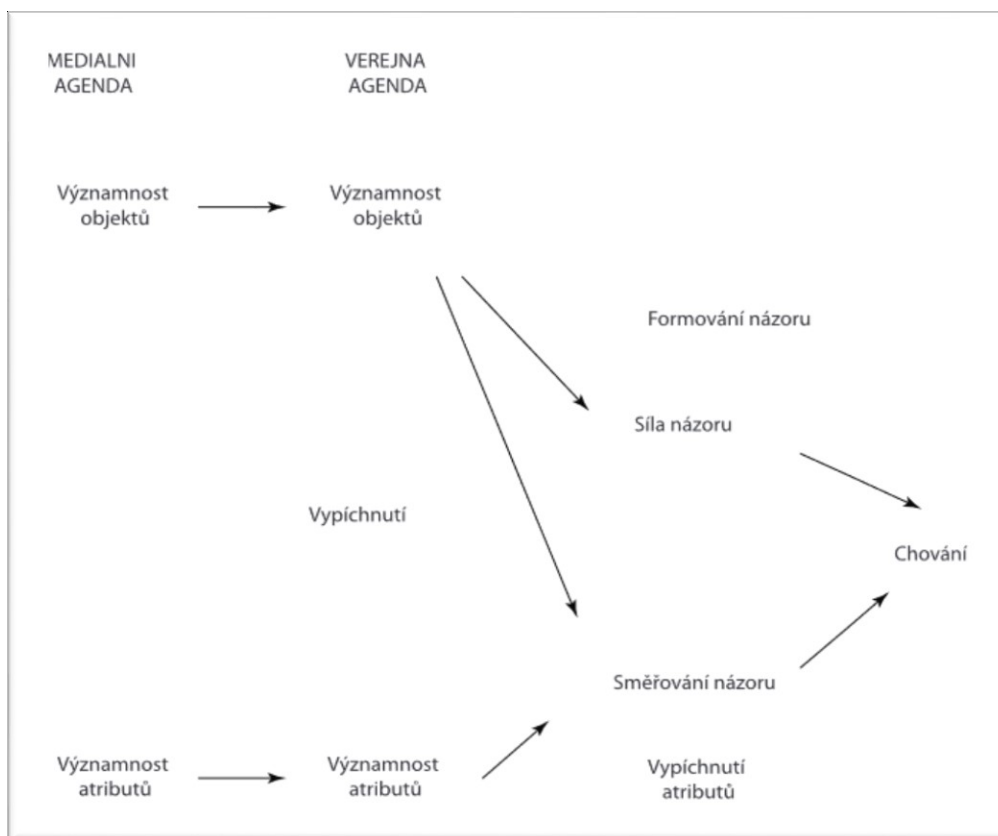 MEDIALNI
AGENDA
VEREJNA
AGENDA
Významnost
objektů
Významnost
objektů
Formování názoru
Síla názoru
Vypíchnutí
Chování
Směřování názoru
Významnost
atributů
Významnost
atributů
Vypíchnutí
atributů